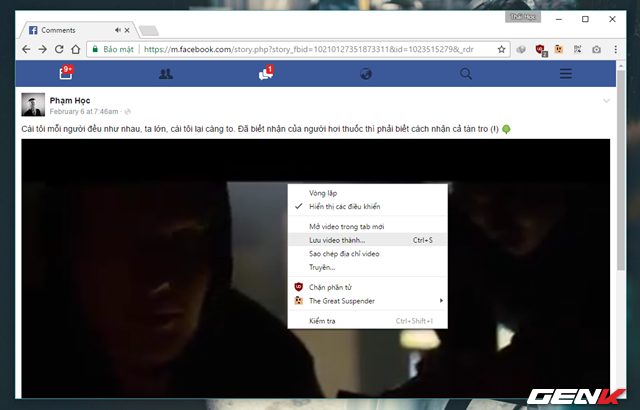 Thái Học
Comments
Bảo mật https://m.facebook.com/story.php?story_fbid=10210127351873311&id=1023515279&_rdr
2
9+
1
Phạm Học
February 6 at 7:46am
Cái tôi mỗi người đều như nhau, ta lớn, cái tôi lại càng to. Đã biết nhận của người hơi thuốc thì phải biết cách nhận cả tàn tro (!)
Vòng lặp
Hiển thị các điều khiển
Mở video trong tab mới
Lưu video thành... Ctrl+S
Sao chép địa chỉ video
Truyền...
Chặn phần tử
The Great Suspender
Kiểm tra Ctrl+Shift+I
GENK